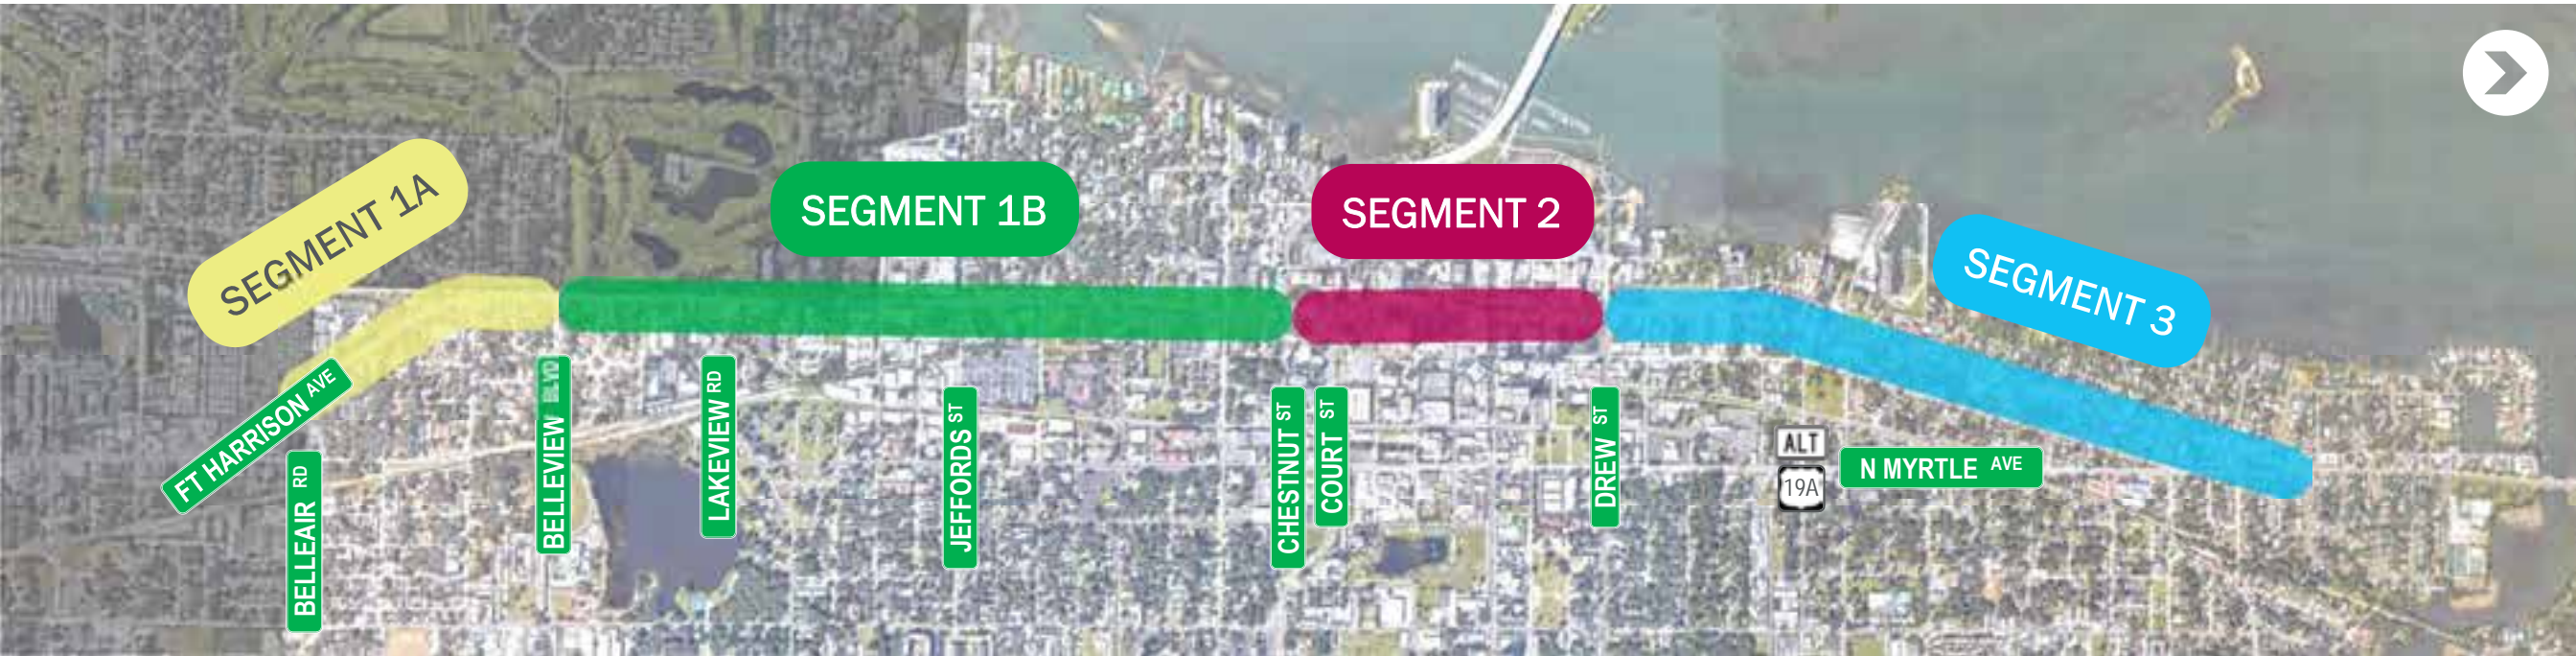 SEGMENT 1A
SEGMENT 1B
SEGMENT 2
SEGMENT 3
FT HARRISON AVE
BELLEAIR RD
BELLEVIEW BLVD
LAKEVIEW RD
JEFFORDS ST
CHESTNUT ST
COURT ST
DREW ST
ALT
19A
N MYRTLE AVE